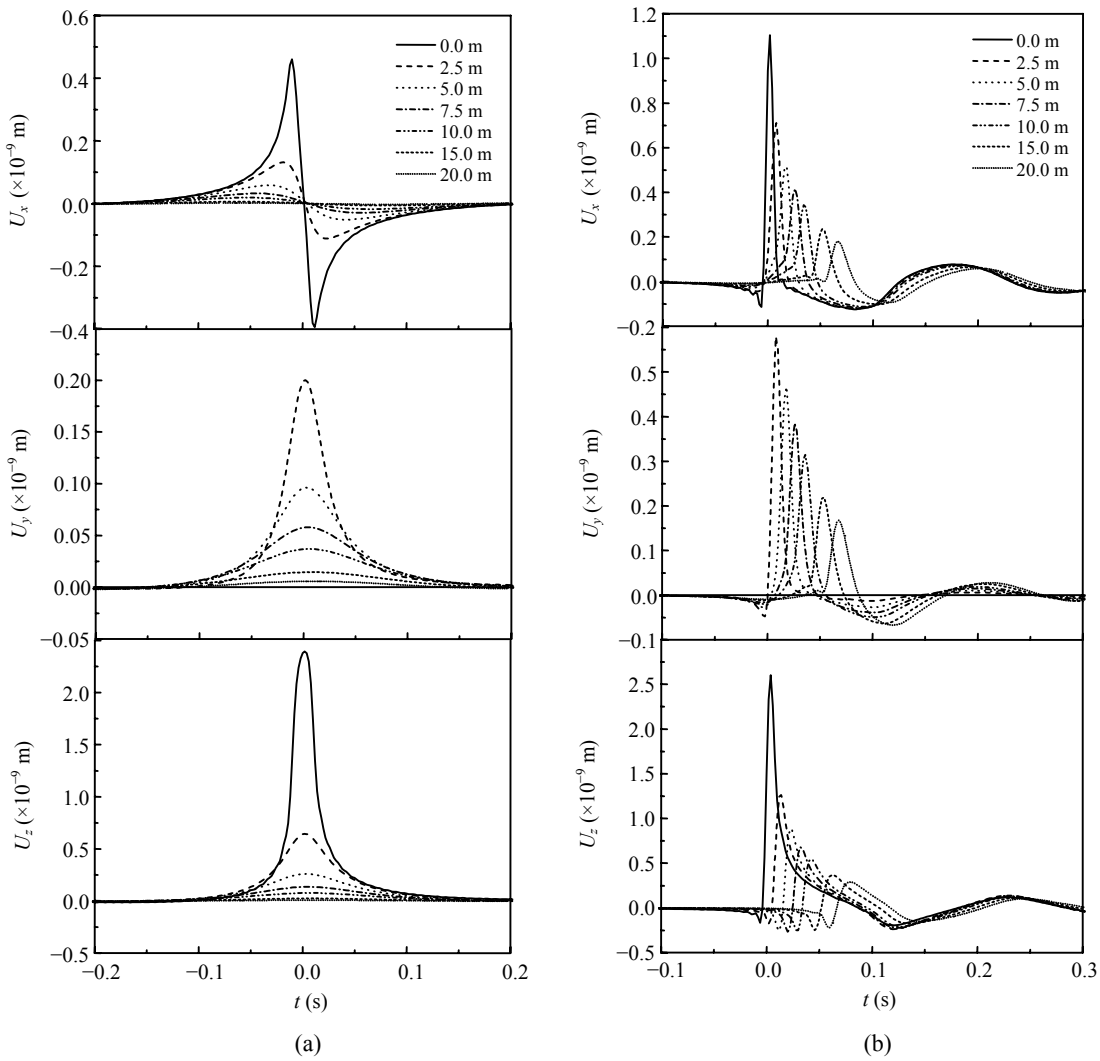 0.6
0.4
0.2
0.0
−0.2
−0.4
U_x (×10⁻⁹ m)
0.0 m
2.5 m
5.0 m
7.5 m
10.0 m
15.0 m
20.0 m
0.20
0.15
0.10
0.05
0.00
−0.05
U_y (×10⁻⁹ m)
2.0
1.5
1.0
0.5
0.0
−0.5
U_z (×10⁻⁹ m)
−0.2 −0.1 0.0 0.1 0.2
t (s)
(a)
1.2
1.0
0.8
0.6
0.4
0.2
0.0
−0.2
U_x (×10⁻⁹ m)
0.0 m
2.5 m
5.0 m
7.5 m
10.0 m
15.0 m
20.0 m
0.5
0.4
0.3
0.2
0.1
0.0
−0.1
U_y (×10⁻⁹ m)
2.5
2.0
1.5
1.0
0.5
0.0
−0.5
U_z (×10⁻⁹ m)
−0.1 0.0 0.1 0.2 0.3
t (s)
(b)